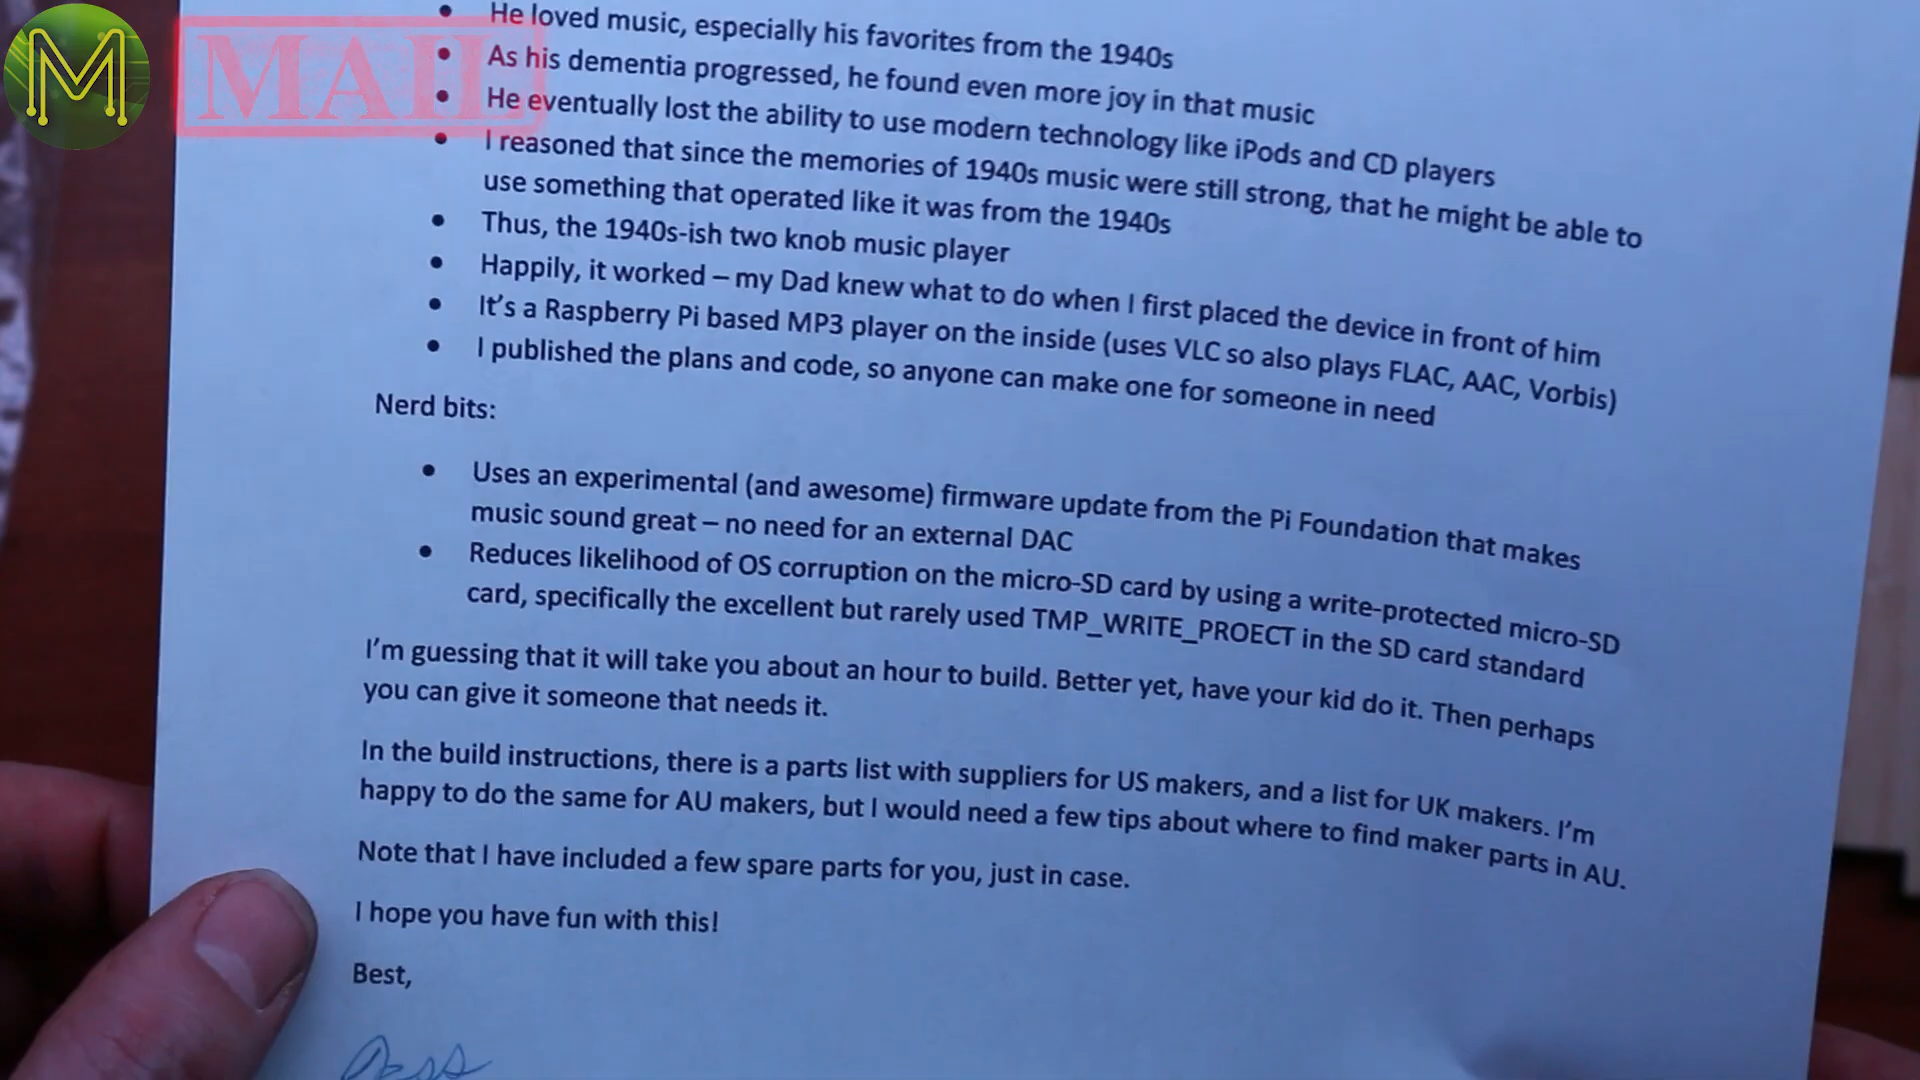 M
MAIL
• He loved music, especially his favorites from the 1940s
• As his dementia progressed, he found even more joy in that music
• He eventually lost the ability to use modern technology like iPods and CD players
• I reasoned that since the memories of 1940s music were still strong, that he might be able to
use something that operated like it was from the 1940s
• Thus, the 1940s-ish two knob music player
• Happily, it worked – my Dad knew what to do when I first placed the device in front of him
• It's a Raspberry Pi based MP3 player on the inside (uses VLC so also plays FLAC, AAC, Vorbis)
• I published the plans and code, so anyone can make one for someone in need
Nerd bits:
• Uses an experimental (and awesome) firmware update from the Pi Foundation that makes
music sound great – no need for an external DAC
• Reduces likelihood of OS corruption on the micro-SD card by using a write-protected micro-SD
card, specifically the excellent but rarely used TMP_WRITE_PROECT in the SD card standard
I'm guessing that it will take you about an hour to build. Better yet, have your kid do it. Then perhaps
you can give it someone that needs it.
In the build instructions, there is a parts list with suppliers for US makers, and a list for UK makers. I'm
happy to do the same for AU makers, but I would need a few tips about where to find maker parts in AU.
Note that I have included a few spare parts for you, just in case.
I hope you have fun with this!
Best,